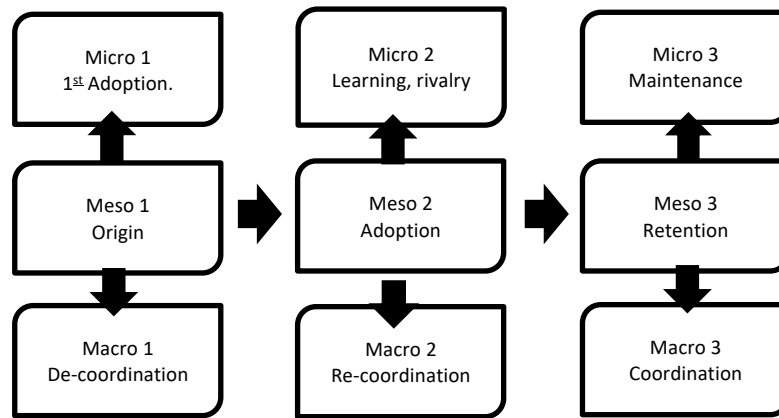 Micro 1
1st Adoption.
Micro 2
Learning, rivalry
Micro 3
Maintenance
Meso 1
Origin
Meso 2
Adoption
Meso 3
Retention
Macro 1
De-coordination
Macro 2
Re-coordination
Macro 3
Coordination